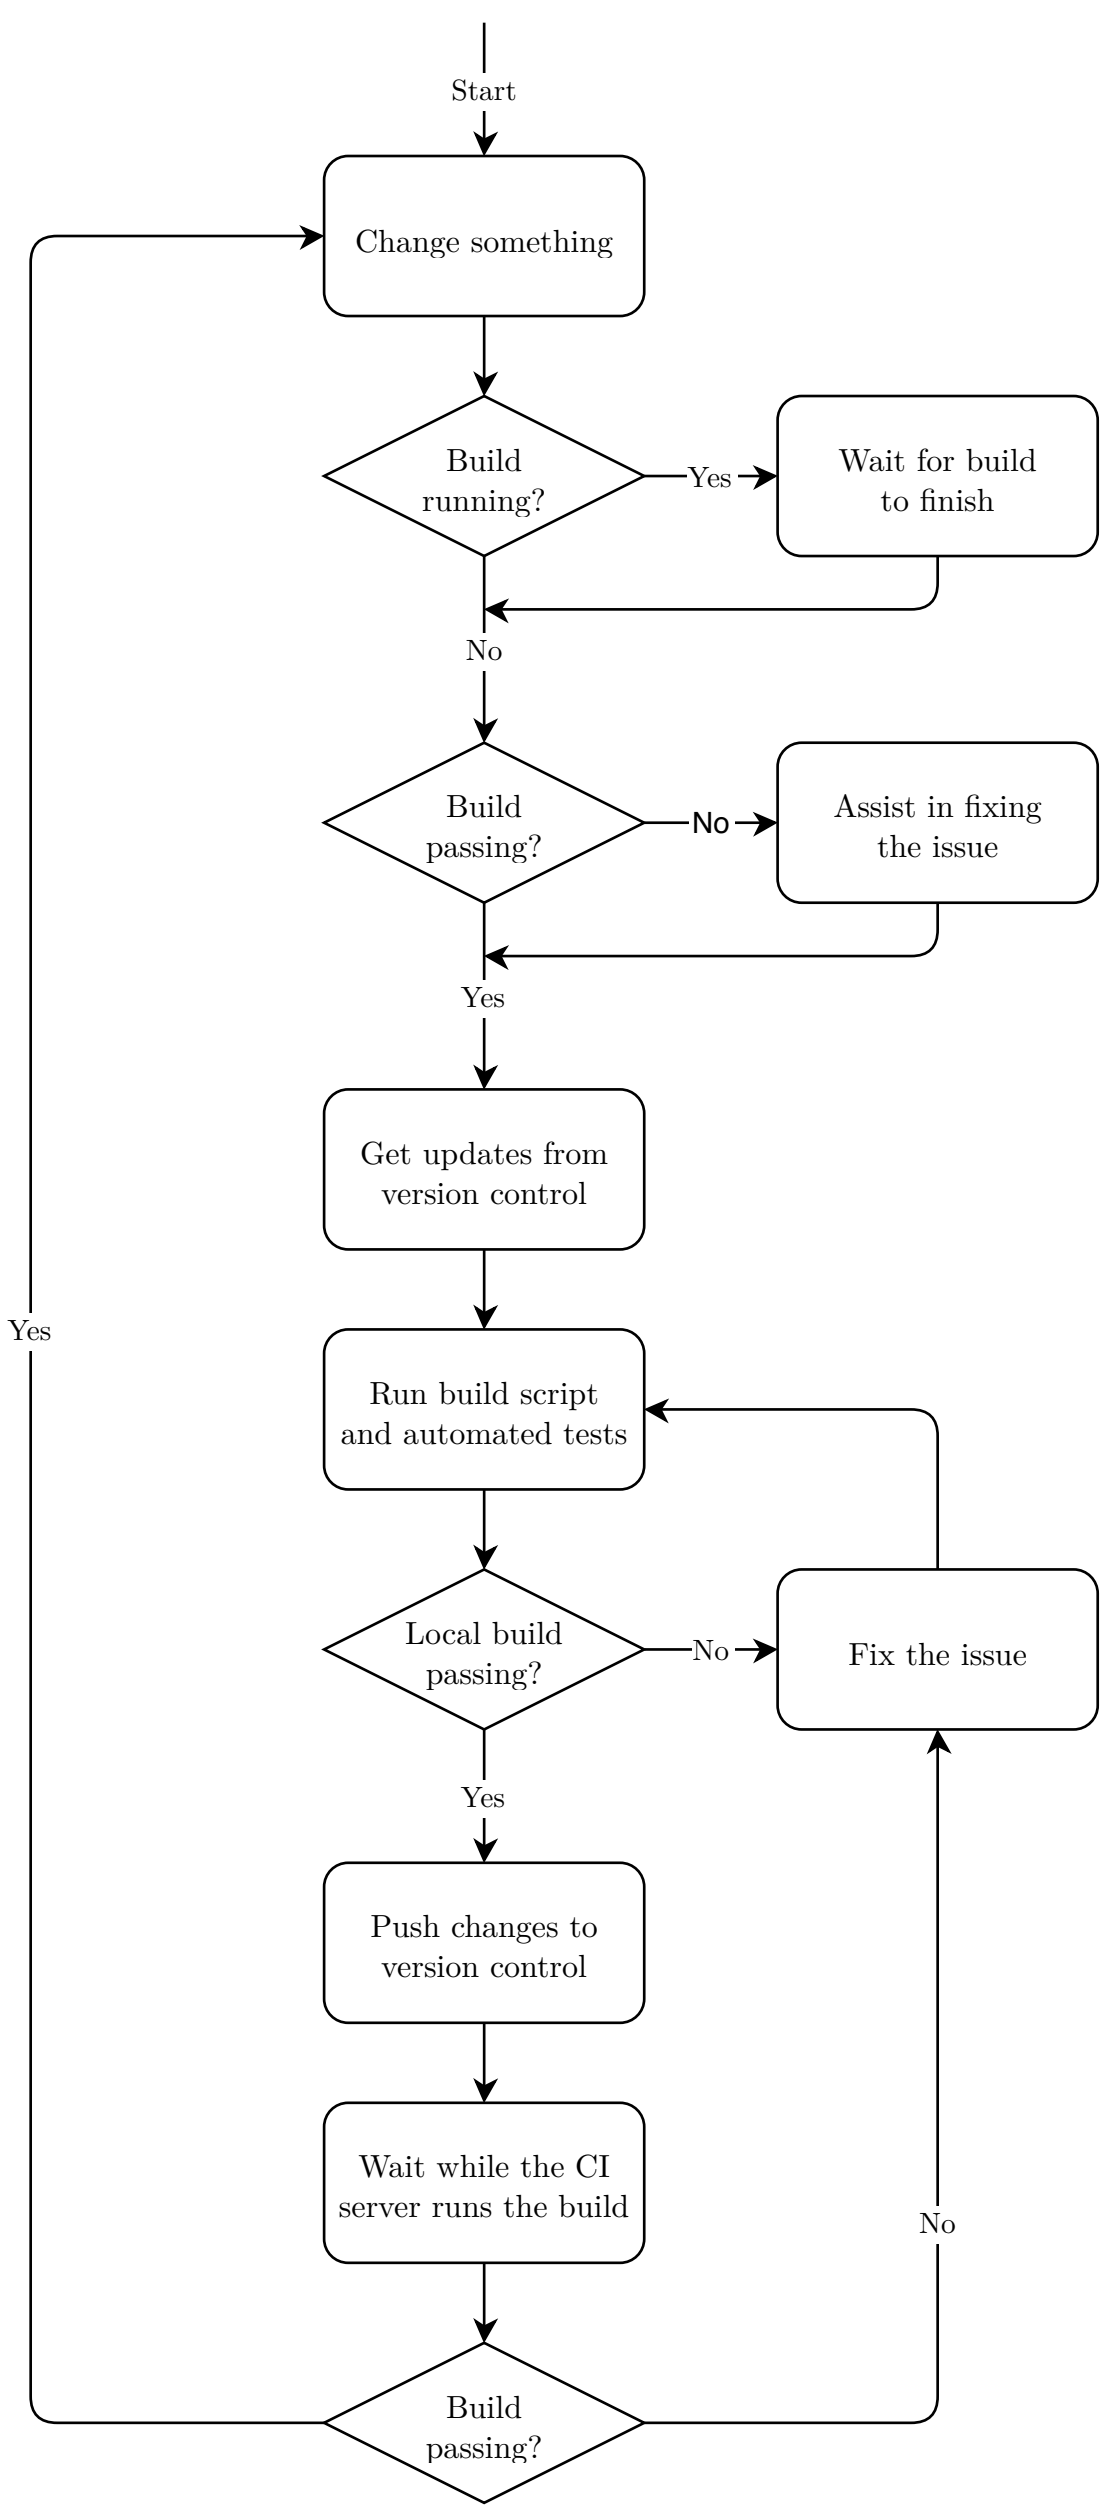 Start
Change something
Build
running?
Yes
Wait for build
to finish
No
Build
passing?
No
Assist in fixing
the issue
Yes
Get updates from
version control
Yes
Run build script
and automated tests
Local build
passing?
No
Fix the issue
Yes
Push changes to
version control
Wait while the CI
server runs the build
No
Build
passing?